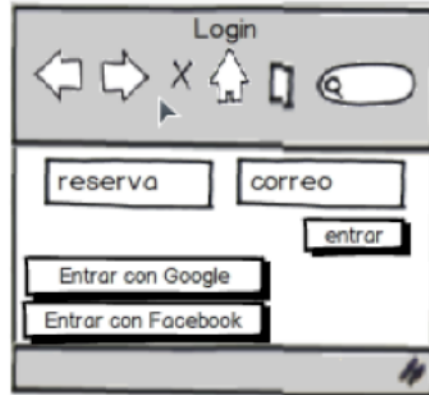 Login
reserva correo
entrar
Entrar con Google
Entrar con Facebook